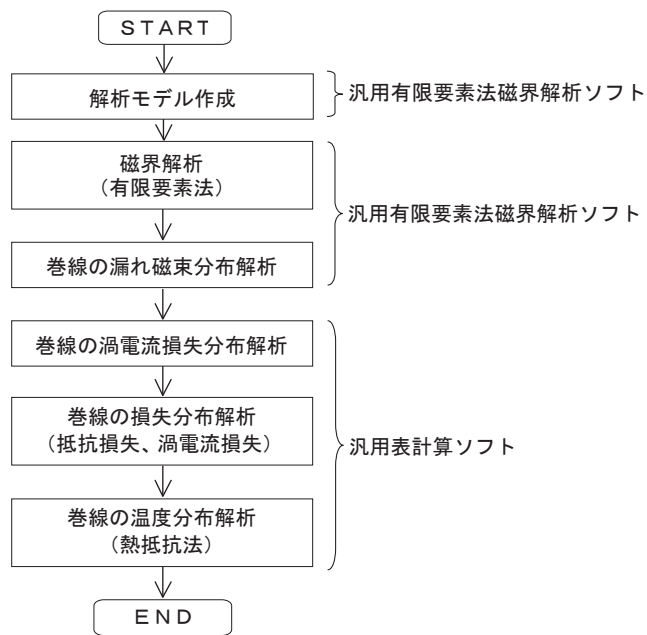 START
解析モデル作成
汎用有限要素法磁界解析ソフト
磁界解析
（有限要素法）
汎用有限要素法磁界解析ソフト
巻線の漏れ磁束分布解析
巻線の渦電流損失分布解析
巻線の損失分布解析
（抵抗損失、渦電流損失）
汎用表計算ソフト
巻線の温度分布解析
（熱抵抗法）
END